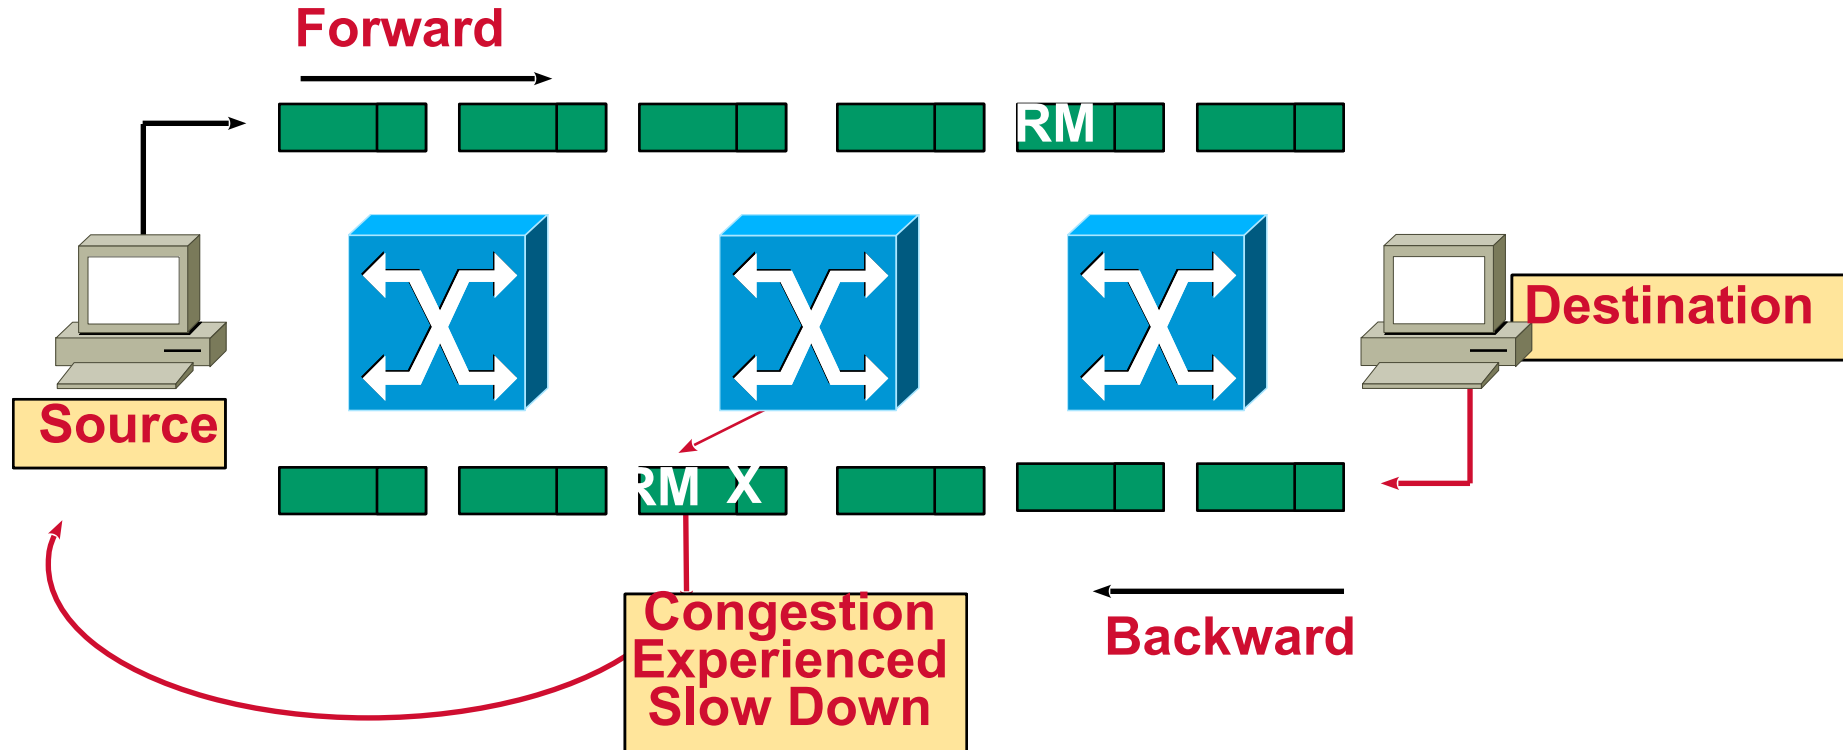 Forward
RM
Destination
Source
RM X
Congestion
Experienced
Slow Down
Backward